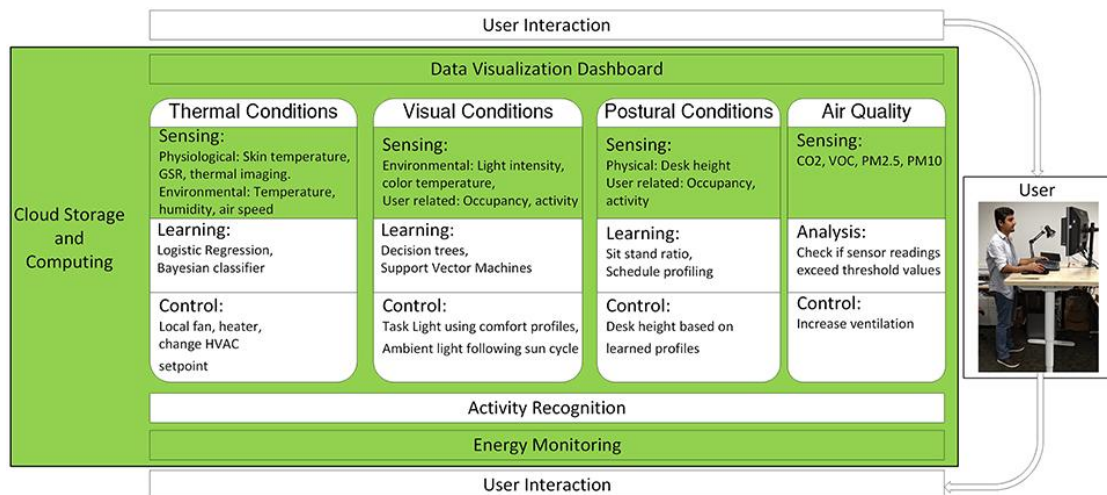 User Interaction
Data Visualization Dashboard
Cloud Storage
and
Computing
Thermal Conditions
Sensing:
Physiological: Skin temperature,
GSR, thermal imaging.
Environmental: Temperature,
humidity, air speed
Learning:
Logistic Regression,
Bayesian classifier
Control:
Local fan, heater,
change HVAC
setpoint
Visual Conditions
Sensing:
Environmental: Light intensity,
color temperature,
User related: Occupancy, activity
Learning:
Decision trees,
Support Vector Machines
Control:
Task Light using comfort profiles,
Ambient light following sun cycle
Postural Conditions
Sensing:
Physical: Desk height
User related: Occupancy,
activity
Learning:
Sit stand ratio,
Schedule profiling
Control:
Desk height based on
learned profiles
Air Quality
Sensing:
CO2, VOC, PM2.5, PM10
Analysis:
Check if sensor readings
exceed threshold values
Control:
Increase ventilation
User
Activity Recognition
Energy Monitoring
User Interaction